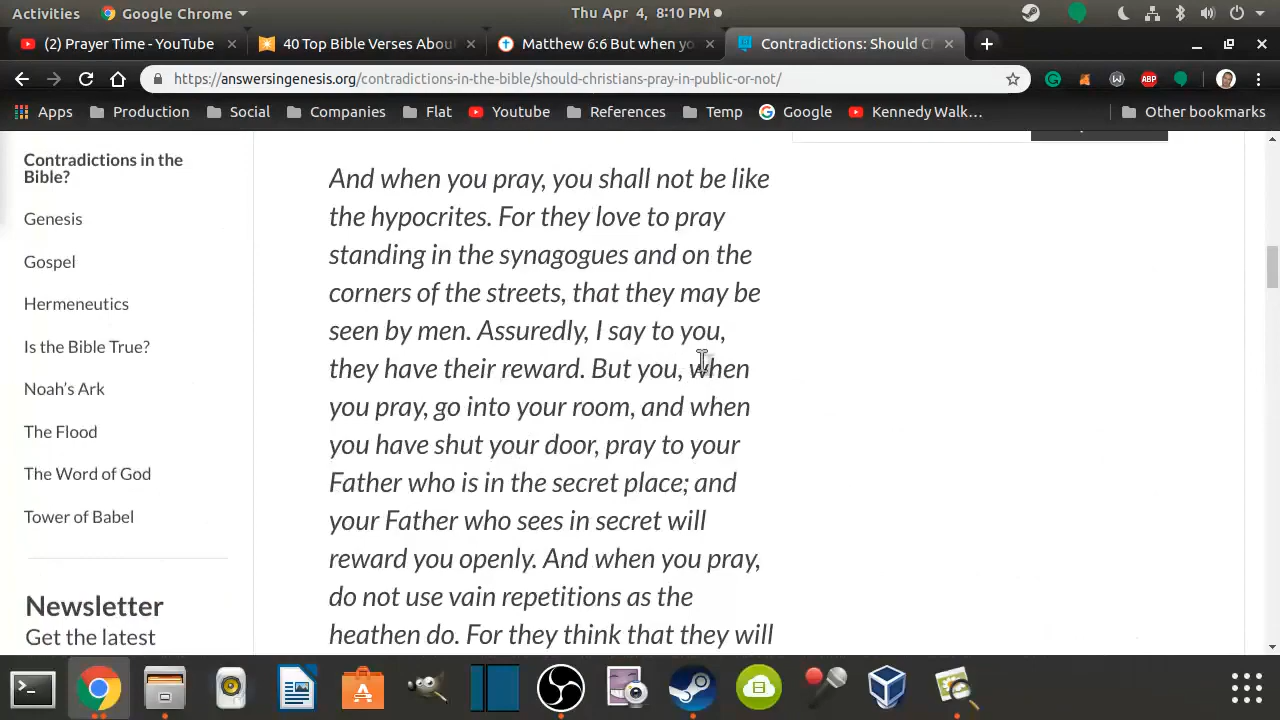 Activities
Google Chrome
Thu Apr 4, 8:10 PM
(2) Prayer Time - YouTube
40 Top Bible Verses Abou
Matthew 6:6 But when yo
Contradictions: Should C
https://answersingenesis.org/contradictions-in-the-bible/should-christians-pray-in-public-or-not/
ABP
Apps
Production
Social
Companies
Flat
Youtube
References
Temp
Google
Kennedy Walk...
Other bookmarks
Contradictions in the
Bible?
Genesis
Gospel
Hermeneutics
Is the Bible True?
Noah's Ark
The Flood
The Word of God
Tower of Babel
Newsletter
Get the latest
And when you pray, you shall not be like
the hypocrites. For they love to pray
standing in the synagogues and on the
corners of the streets, that they may be
seen by men. Assuredly, I say to you,
they have their reward. But you, when
you pray, go into your room, and when
you have shut your door, pray to your
Father who is in the secret place; and
your Father who sees in secret will
reward you openly. And when you pray,
do not use vain repetitions as the
heathen do. For they think that they will